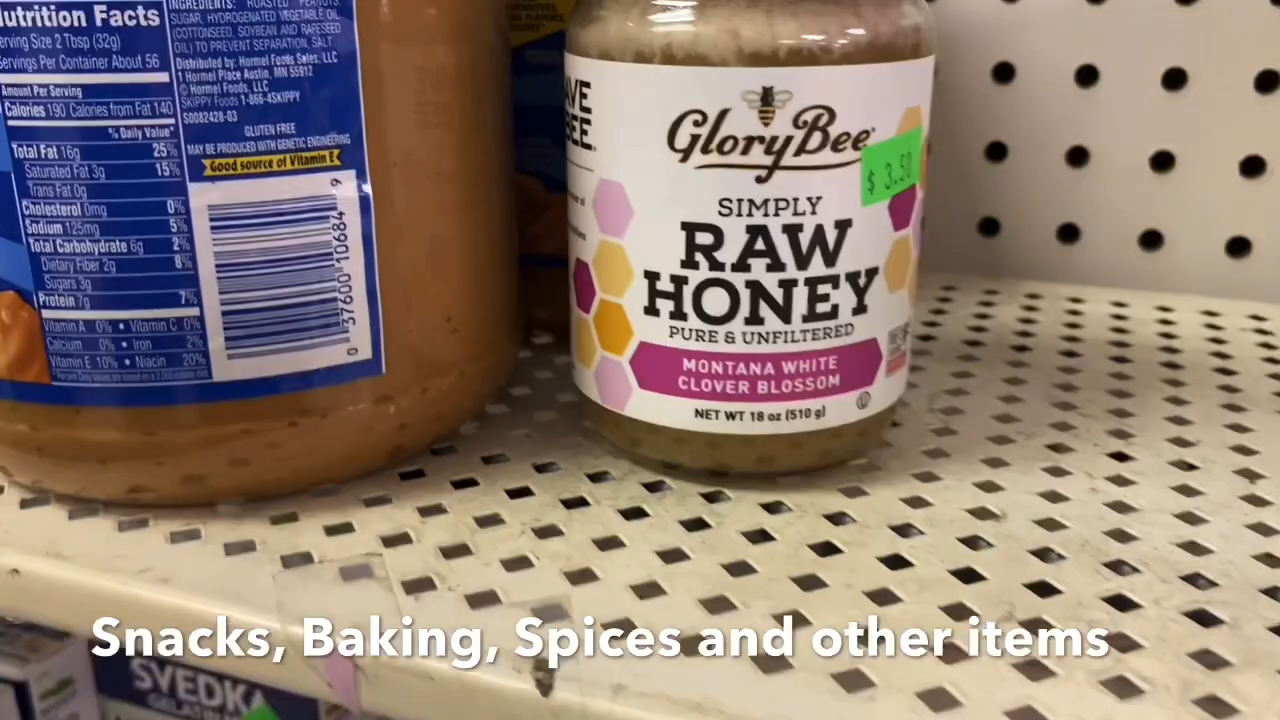 Nutrition Facts
Serving Size 2 Tbsp (32g)
Servings Per Container About 56
Amount Per Serving
Calories 190 Calories from Fat 140
% Daily Value*
Total Fat 16g 25%
Saturated Fat 3g 15%
Trans Fat 0g
Cholesterol 0mg 0%
Sodium 125mg 5%
Total Carbohydrate 6g 2%
Dietary Fiber 2g 8%
Sugars 3g
Protein 7g 7%
Vitamin A 0% • Vitamin C 0%
Calcium 0% • Iron 2%
Vitamin E 10% • Niacin 20%
INGREDIENTS: ROASTED PEANUTS,
SUGAR, HYDROGENATED VEGETABLE OIL
(COTTONSEED, SOYBEAN AND RAPESEED
OIL) TO PREVENT SEPARATION, SALT.
Distributed by: Hormel Foods Sales, LLC
1 Hormel Place Austin, MN 55912
© Hormel Foods, LLC
SKIPPY Foods 1-866-4SKIPPY
S0082428-03
GLUTEN FREE
MAY BE PRODUCED WITH GENETIC ENGINEERING
Good source of Vitamin E
0 37600 10684 9
GloryBee
$ 3.50
SIMPLY
RAW
HONEY
PURE & UNFILTERED
MONTANA WHITE
CLOVER BLOSSOM
NET WT 18 oz (510 g)
Snacks, Baking, Spices and other items
SVEDKA